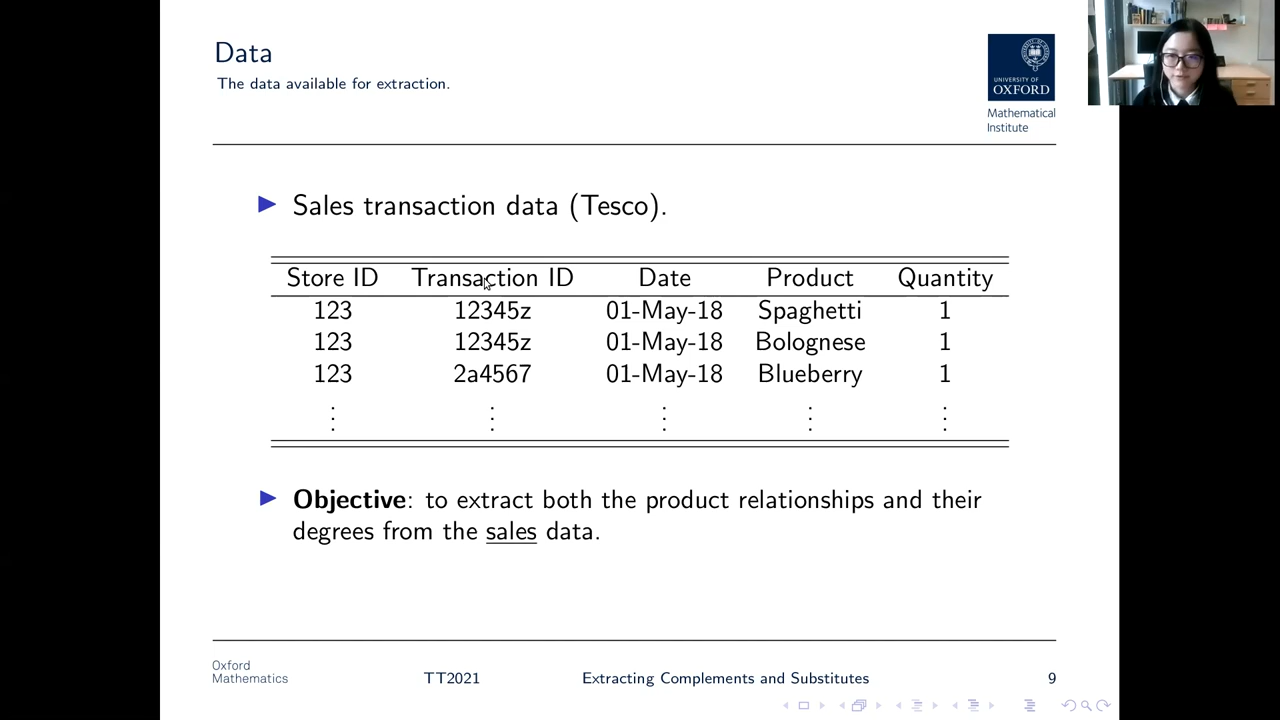 Data
The data available for extraction.
UNIVERSITY OF
OXFORD
Mathematical
Institute
Sales transaction data (Tesco).
Store ID Transaction ID Date Product Quantity
123 12345z 01-May-18 Spaghetti 1
123 12345z 01-May-18 Bolognese 1
123 2a4567 01-May-18 Blueberry 1
Objective: to extract both the product relationships and their
degrees from the sales data.
Oxford
Mathematics
TT2021 Extracting Complements and Substitutes 9